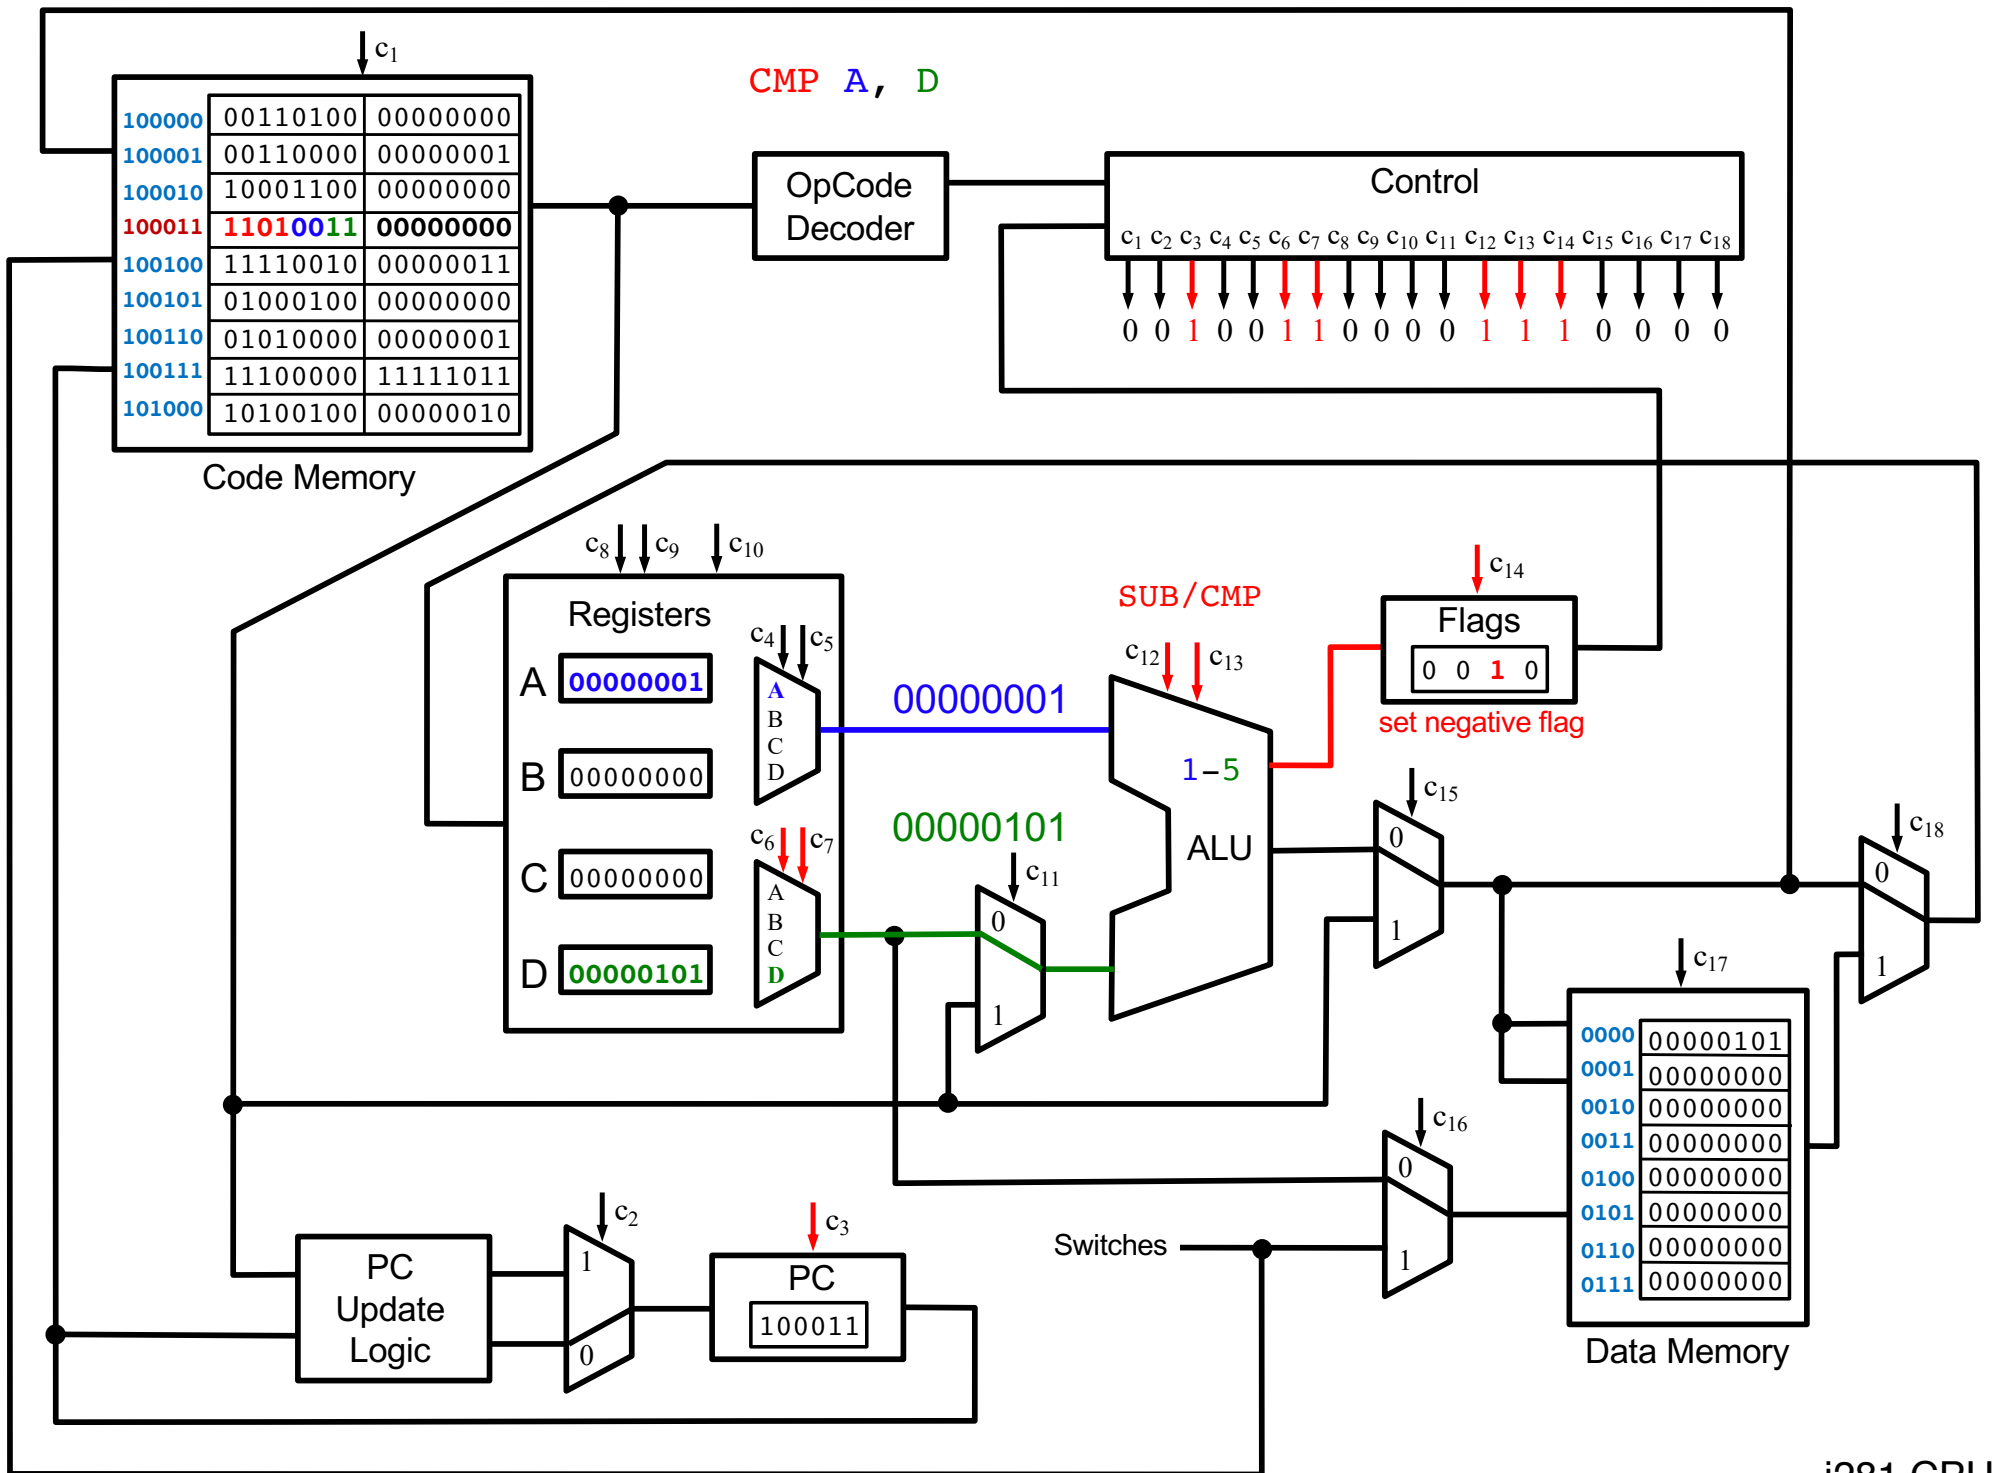 c1
CMP A, D
100000 00110100 00000000
100001 00110000 00000001
100010 10001100 00000000
100011 11010011 00000000
100100 11110010 00000011
100101 01000100 00000000
100110 01010000 00000001
100111 11100000 11111011
101000 10100100 00000010
Code Memory
OpCode
Decoder
Control
c1 c2 c3 c4 c5 c6 c7 c8 c9 c10 c11 c12 c13 c14 c15 c16 c17 c18
0 0 1 0 0 1 1 0 0 0 0 1 1 1 0 0 0 0
c8 c9 c10
Registers
c4 c5
A 00000001
B 00000000
C 00000000
D 00000101
A
B
C
D
c6 c7
A
B
C
D
00000001
00000101
c11
0
1
SUB/CMP
c12 c13
1-5
ALU
c14
Flags
0 0 1 0
set negative flag
c15
0
1
c18
0
1
c17
0000 00000101
0001 00000000
0010 00000000
0011 00000000
0100 00000000
0101 00000000
0110 00000000
0111 00000000
Data Memory
c16
0
1
Switches
PC
Update
Logic
c2
1
0
c3
PC
100011